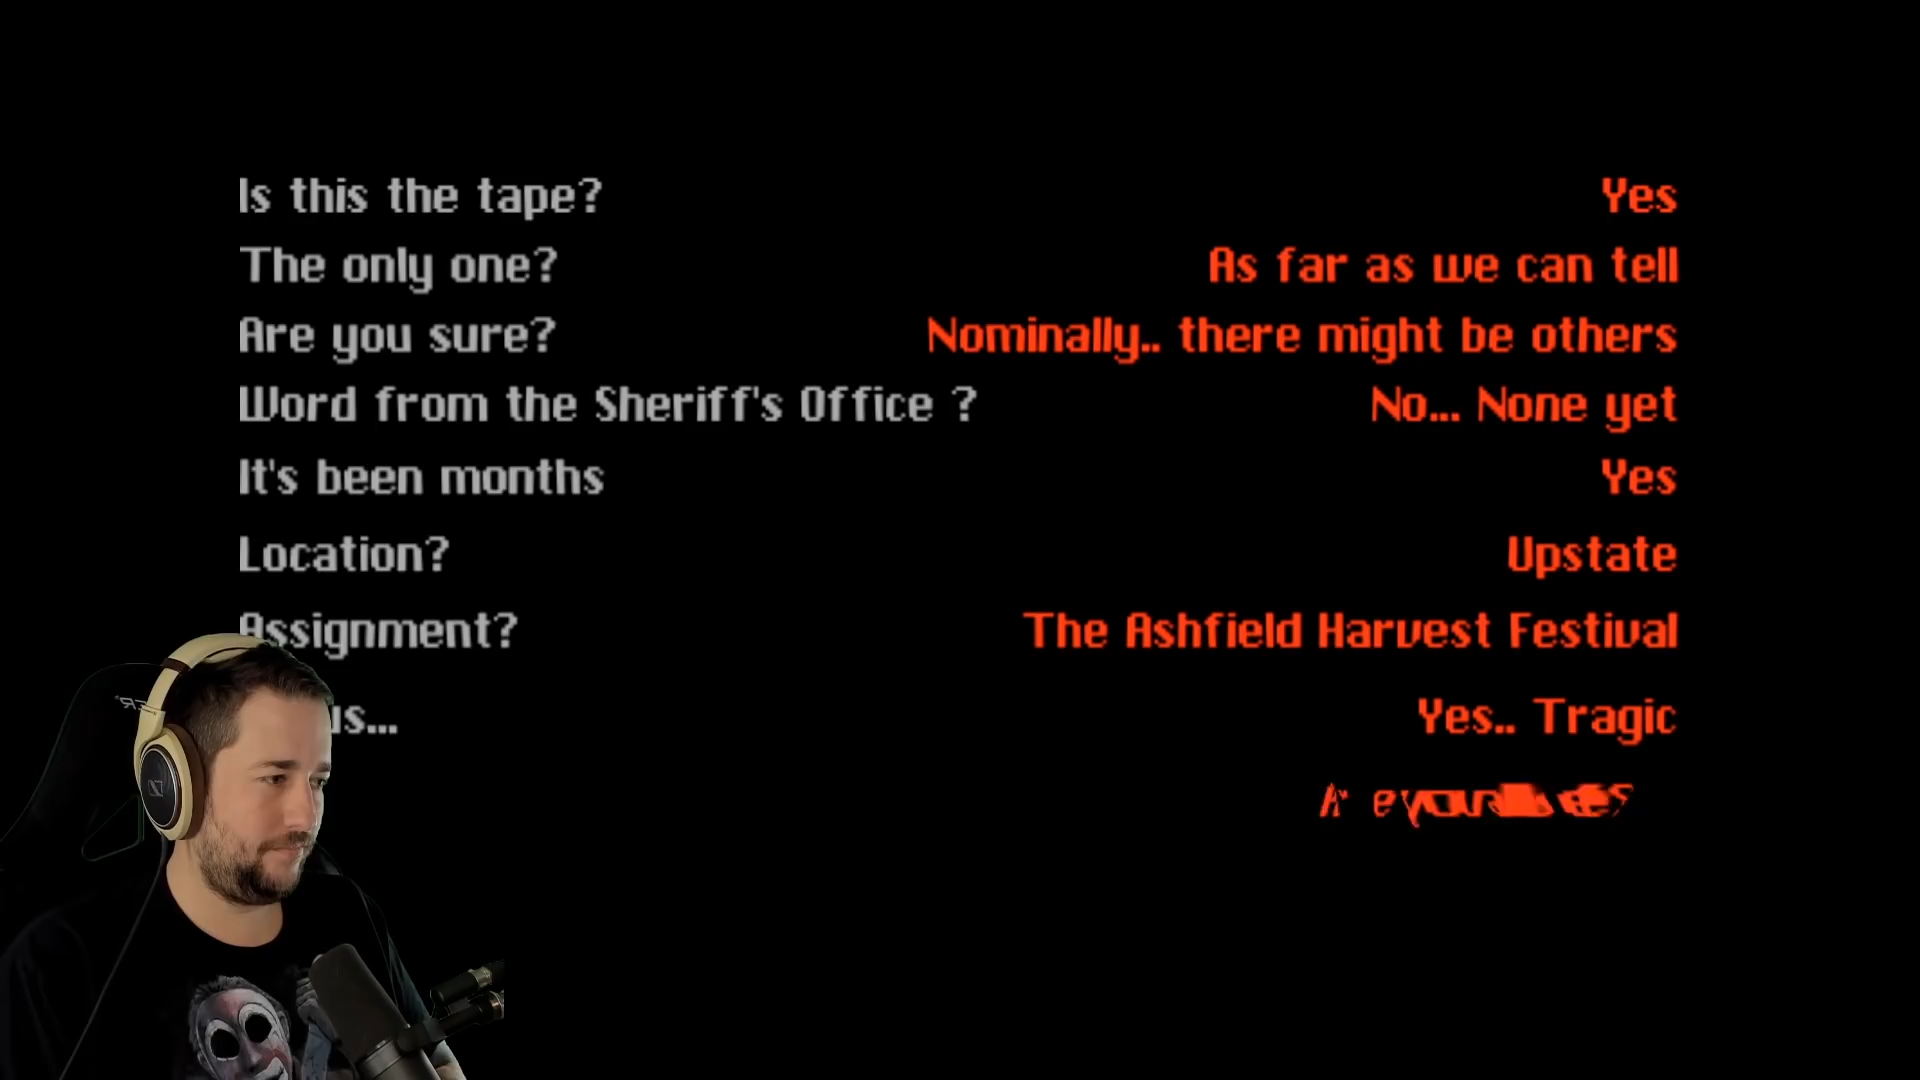 Is this the tape?
Yes
The only one?
As far as we can tell
Are you sure?
Nominally.. there might be others
Word from the Sheriff's Office ?
No... None yet
It's been months
Yes
Location?
Upstate
Assignment?
The Ashfield Harvest Festival
Yes.. Tragic